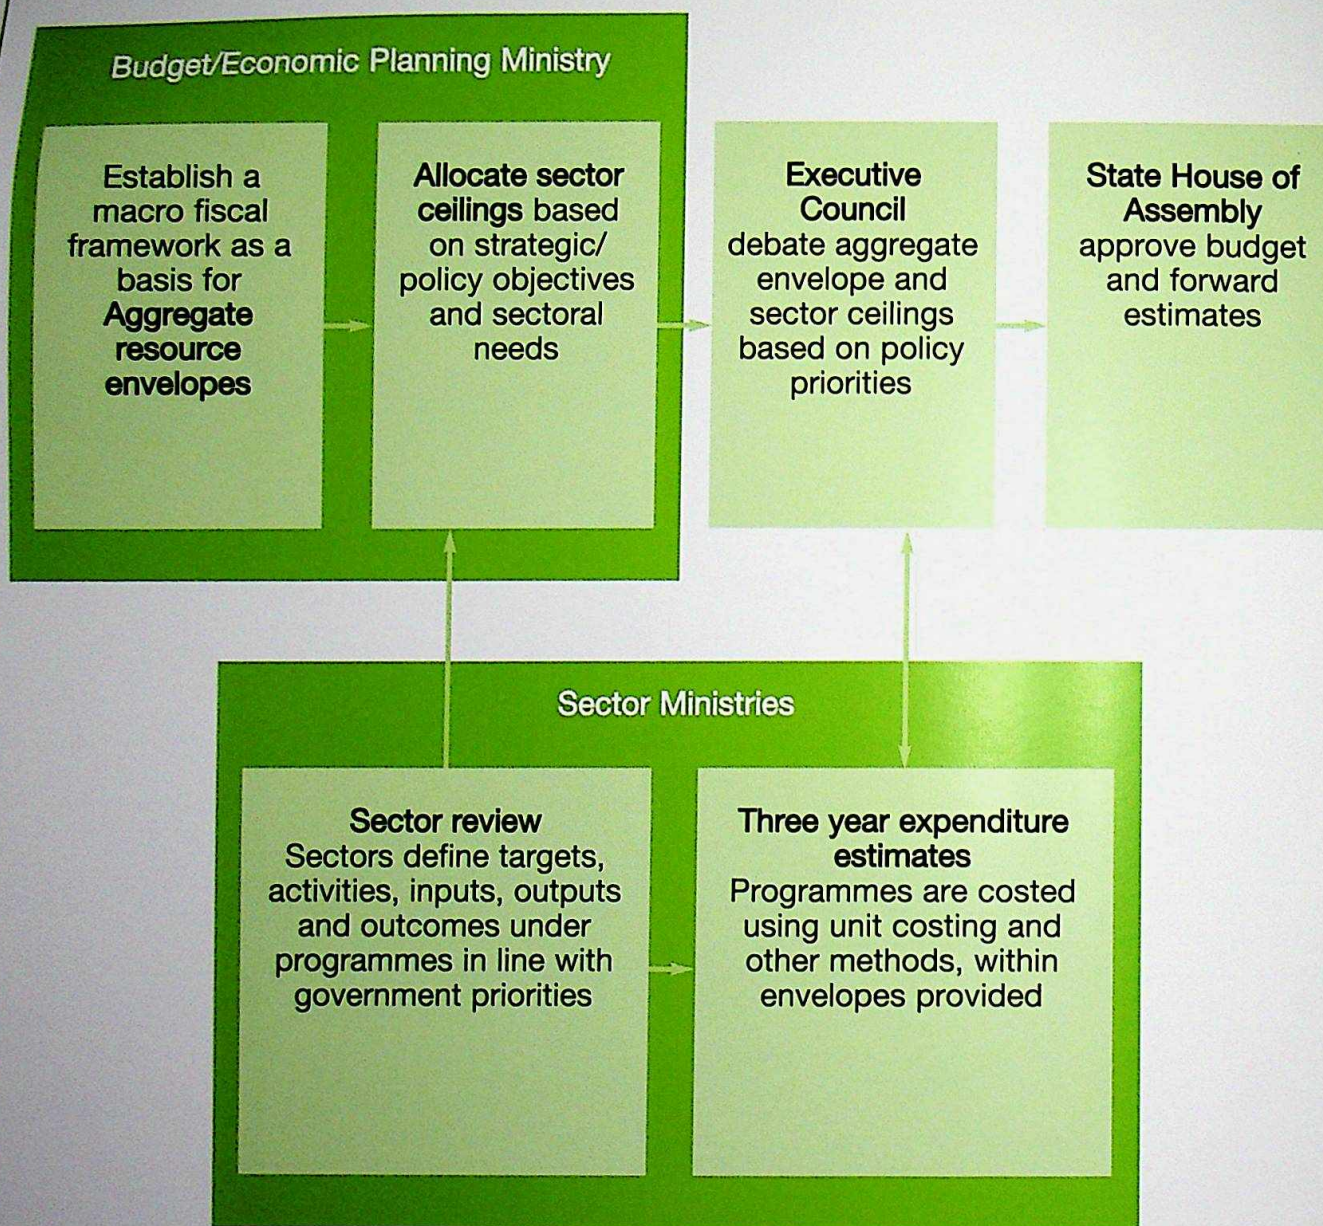 Budget/Economic Planning Ministry
Establish a
macro fiscal
framework as a
basis for
Aggregate
resource
envelopes
Allocate sector
ceilings based
on strategic/
policy objectives
and sectoral
needs
Executive
Council
debate aggregate
envelope and
sector ceilings
based on policy
priorities
State House of
Assembly
approve budget
and forward
estimates
Sector Ministries
Sector review
Sectors define targets,
activities, inputs, outputs
and outcomes under
programmes in line with
government priorities
Three year expenditure
estimates
Programmes are costed
using unit costing and
other methods, within
envelopes provided